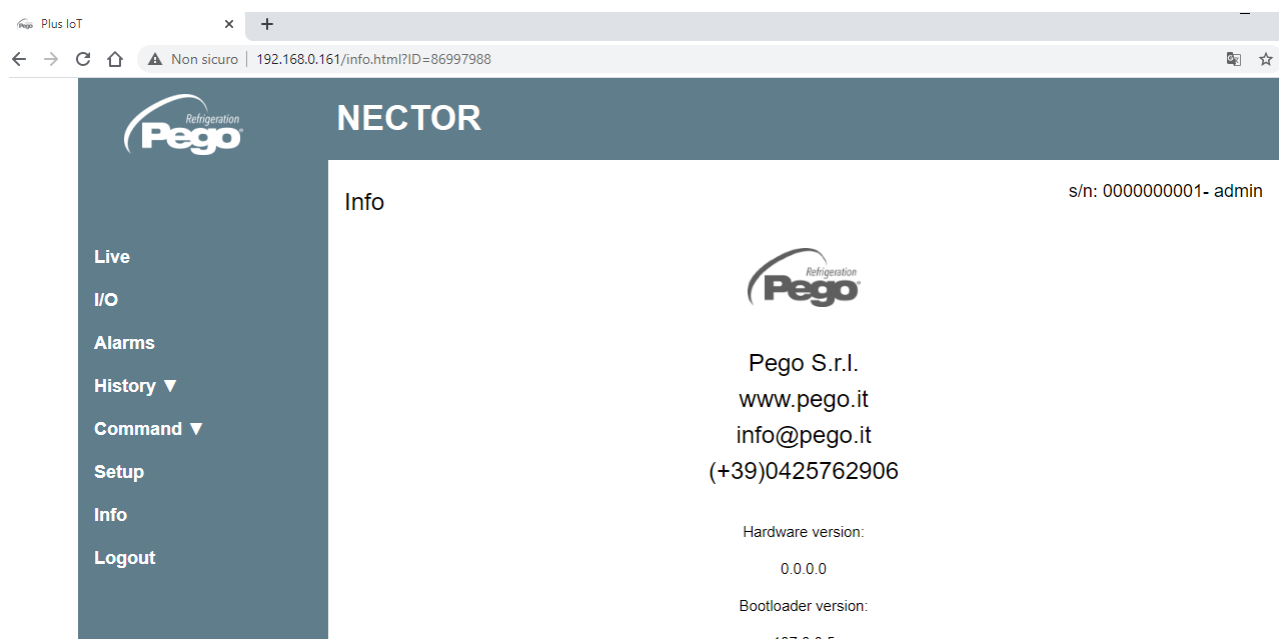 Plus IoT
Non sicuro 192.168.0.161/info.html?ID=86997988
Refrigeration
Pego
NECTOR
Info
s/n: 0000000001- admin
Live
I/O
Alarms
History ▼
Command ▼
Setup
Info
Logout
Refrigeration
Pego
Pego S.r.l.
www.pego.it
info@pego.it
(+39)0425762906
Hardware version:
0.0.0.0
Bootloader version: